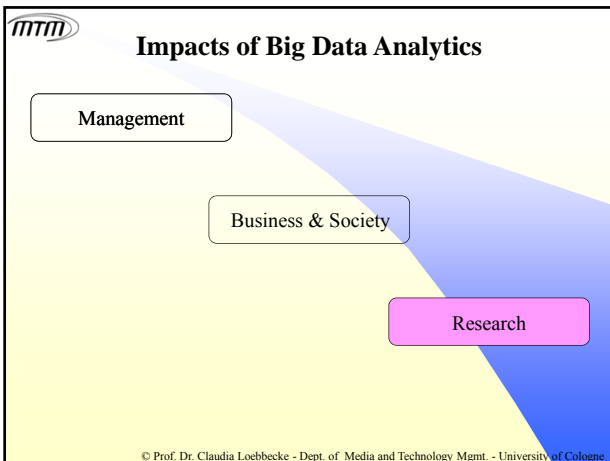 mTm
Impacts of Big Data Analytics
Management
Business & Society
Research
© Prof. Dr. Claudia Loebbecke - Dept. of Media and Technology Mgmt. - University of Cologne